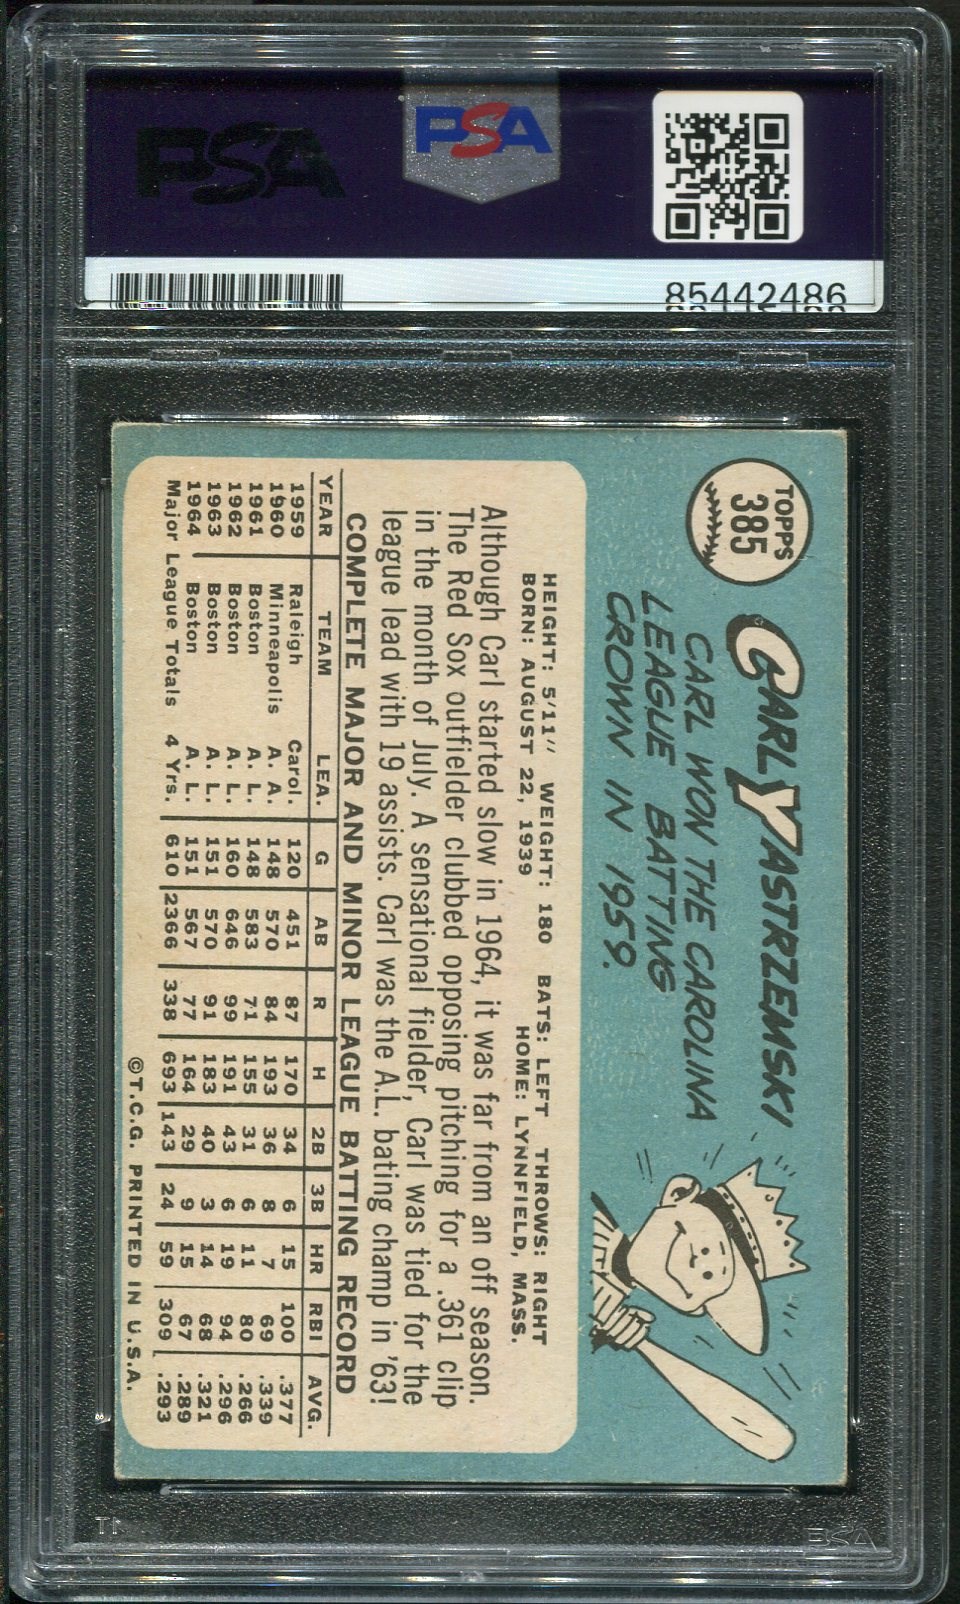 PSA
PSA
85442486
TOPPS
385
CARL YASTRZEMSKI
CARL WON THE CAROLINA
LEAGUE BATTING
CROWN IN 1959.
HEIGHT: 5'11" WEIGHT: 180 BATS: LEFT THROWS: RIGHT
BORN: AUGUST 22, 1939 HOME: LYNNFIELD, MASS.
Although Carl started slow in 1964, it was far from an off season.
The Red Sox outfielder clubbed opposing pitching for a .361 clip
in the month of July. A sensational fielder, Carl was tied for the
league lead with 19 assists. Carl was the A.L. bating champ in '63!
COMPLETE MAJOR AND MINOR LEAGUE BATTING RECORD
YEAR TEAM LEA. G AB R H 2B 3B HR RBI AVG.
1959 Raleigh Carol. 120 451 87 170 34 6 15 100 .377
1960 Minneapolis A. A. 148 570 84 193 36 8 7 69 .339
1961 Boston A. L. 148 583 71 155 31 6 11 80 .266
1962 Boston A. L. 160 646 99 191 43 6 19 94 .296
1963 Boston A. L. 151 570 91 183 40 3 14 68 .321
1964 Boston A. L. 151 567 77 164 29 9 15 67 .289
Major League Totals 4 Yrs. 610 2366 338 693 143 24 59 309 .293
©T.C.G. PRINTED IN U.S.A.
PSA